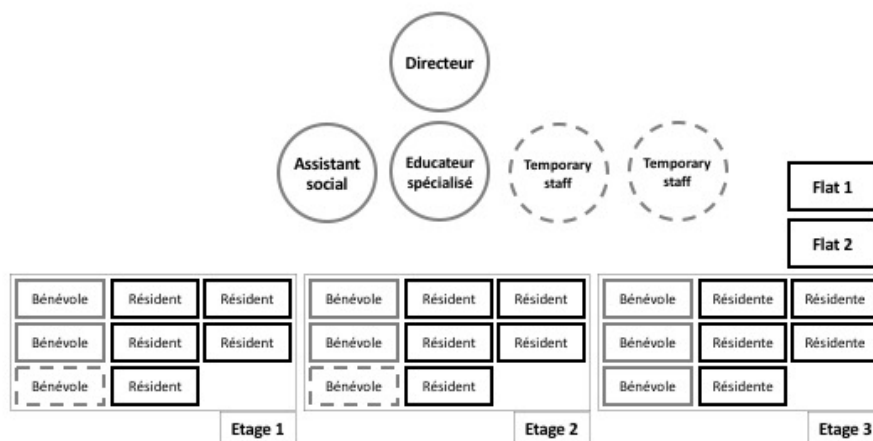 Directeur
Assistant
social
Educateur
spécialisé
Temporary
staff
Temporary
staff
Flat 1
Flat 2
Bénévole
Résident
Résident
Bénévole
Résident
Résident
Bénévole
Résident
Etage 1
Bénévole
Résident
Résident
Bénévole
Résident
Résident
Bénévole
Résident
Etage 2
Bénévole
Résidente
Résidente
Bénévole
Résidente
Résidente
Bénévole
Résidente
Etage 3